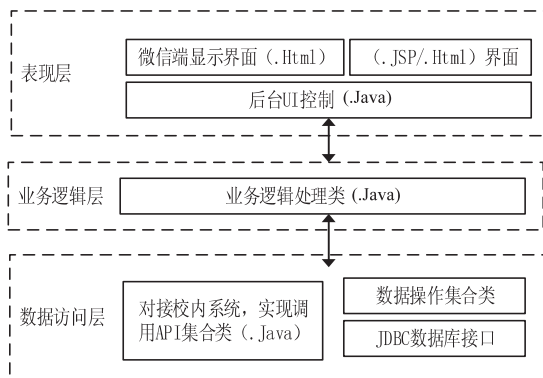 微信端显示界面（.Html）
（.JSP/.Html）界面
表现层
后台UI控制 (.Java)
业务逻辑层
业务逻辑处理类 (.Java)
数据访问层
对接校内系统，实现调
用API集合类（.Java）
数据操作集合类
JDBC数据库接口